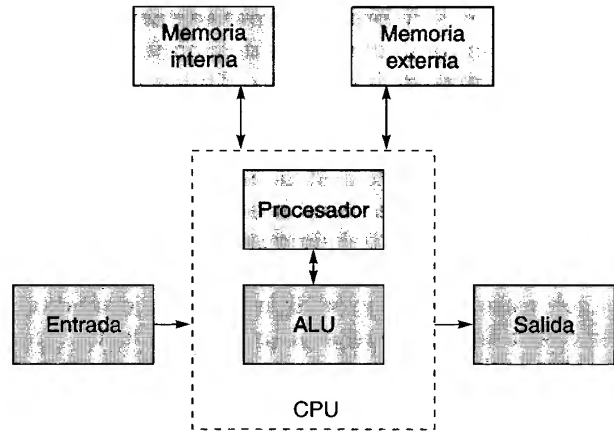 Memoria
interna
Memoria
externa
Procesador
Entrada
ALU
Salida
CPU